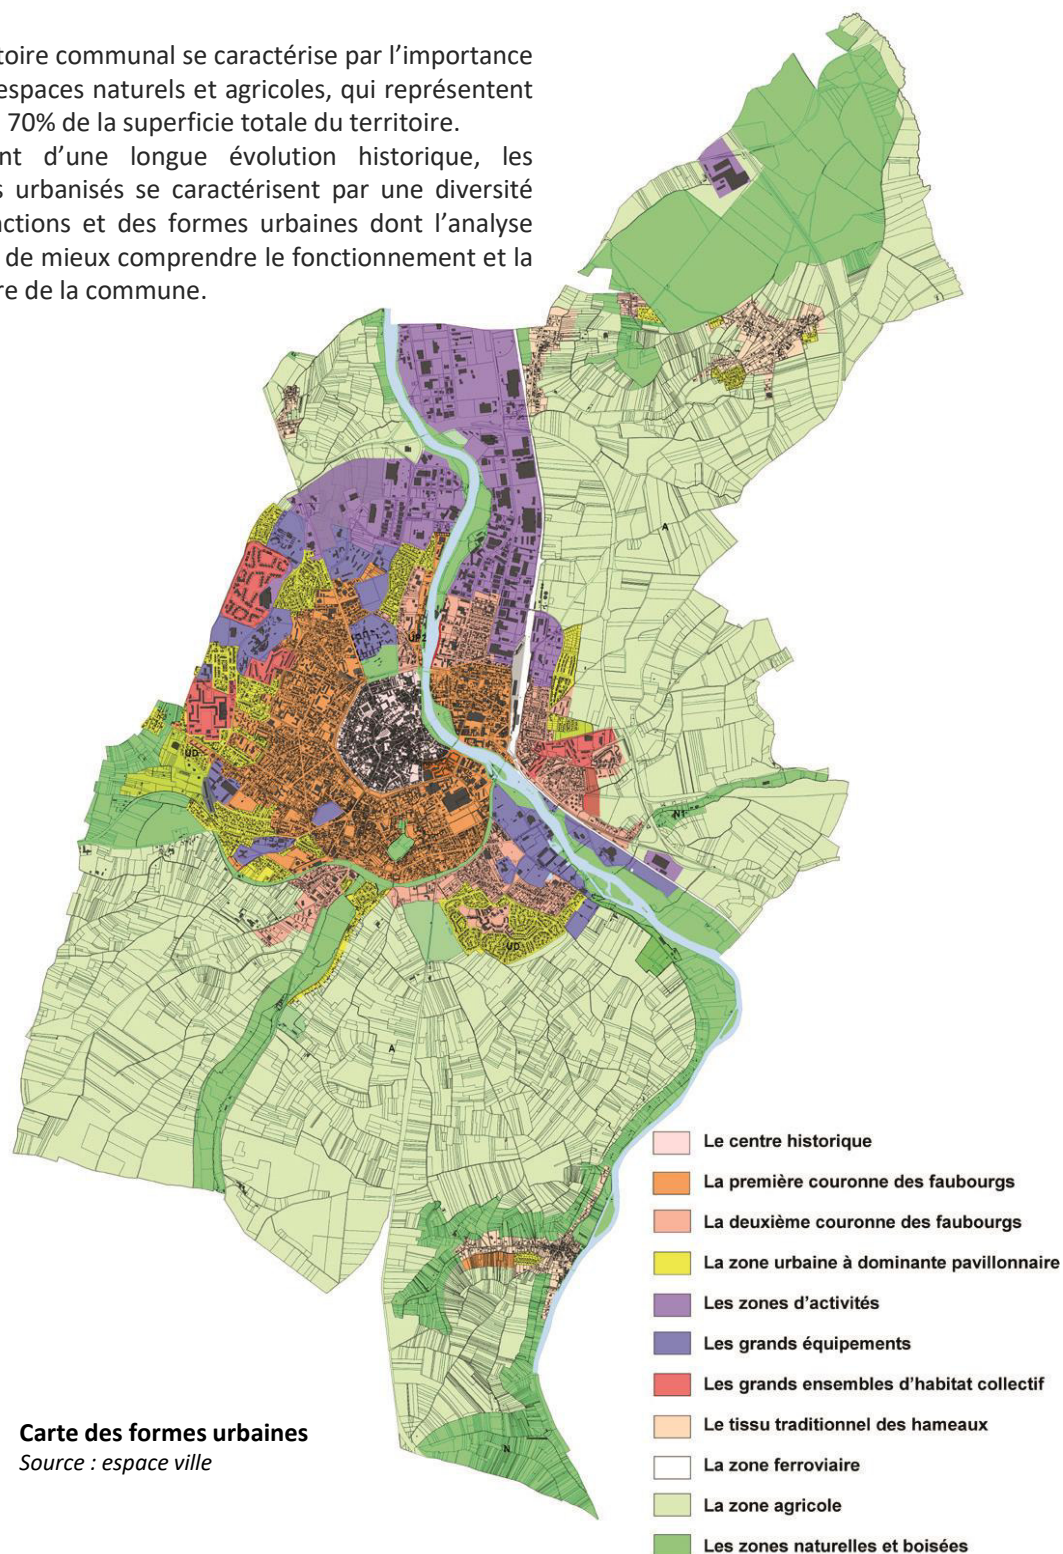 toire communal se caractérise par l’importance
espaces naturels et agricoles, qui représentent
70% de la superficie totale du territoire.
nt d’une longue évolution historique, les
s urbanisés se caractérisent par une diversité
nctions et des formes urbaines dont l’analyse
de mieux comprendre le fonctionnement et la
re de la commune.
A
UP2
UD
N1
UD
A
N
Le centre historique
La première couronne des faubourgs
La deuxième couronne des faubourgs
La zone urbaine à dominante pavillonnaire
Les zones d’activités
Les grands équipements
Les grands ensembles d’habitat collectif
Le tissu traditionnel des hameaux
La zone ferroviaire
La zone agricole
Les zones naturelles et boisées
Carte des formes urbaines
Source : espace ville